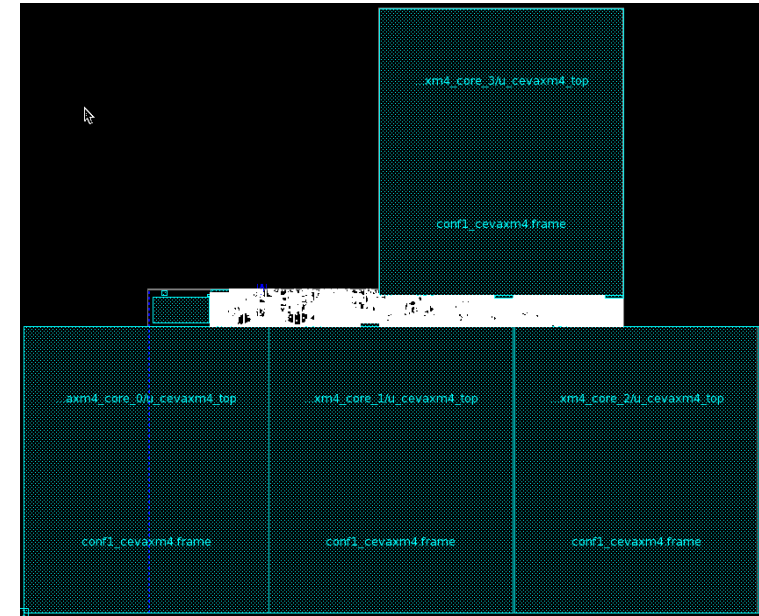 ...xm4_core_3/u_cevaxm4_top
conf1_cevaxm4.frame
...axm4_core_0/u_cevaxm4_top
...xm4_core_1/u_cevaxm4_top
...xm4_core_2/u_cevaxm4_top
conf1_cevaxm4.frame
conf1_cevaxm4.frame
conf1_cevaxm4.frame